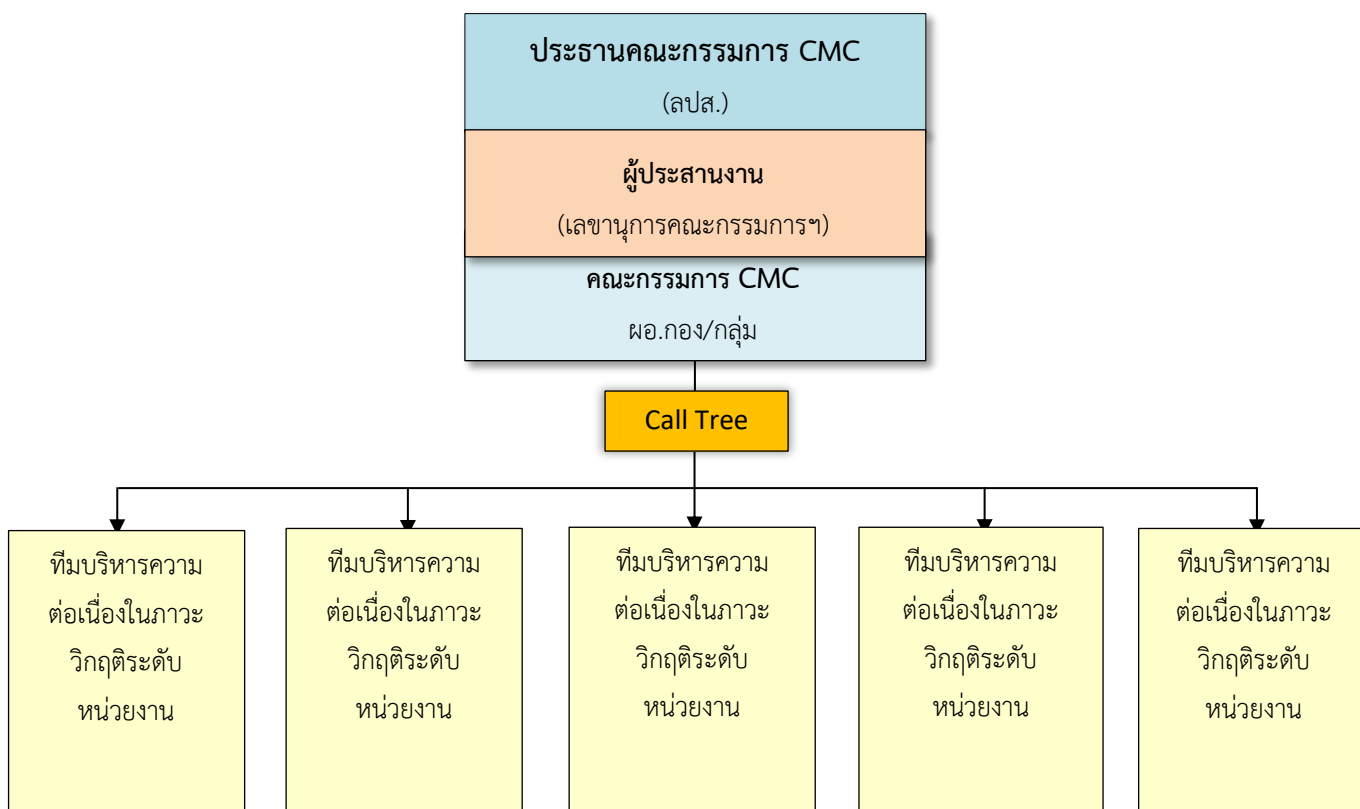 ประธานคณะกรรมการ CMC
(ลปส.)
ผู้ประสานงาน
(เลขานุการคณะกรรมการฯ)
คณะกรรมการ CMC
ผอ.กอง/กลุ่ม
Call Tree
ทีมบริหารความ
ต่อเนื่องในภาวะ
วิกฤติระดับ
หน่วยงาน
ทีมบริหารความ
ต่อเนื่องในภาวะ
วิกฤติระดับ
หน่วยงาน
ทีมบริหารความ
ต่อเนื่องในภาวะ
วิกฤติระดับ
หน่วยงาน
ทีมบริหารความ
ต่อเนื่องในภาวะ
วิกฤติระดับ
หน่วยงาน
ทีมบริหารความ
ต่อเนื่องในภาวะ
วิกฤติระดับ
หน่วยงาน